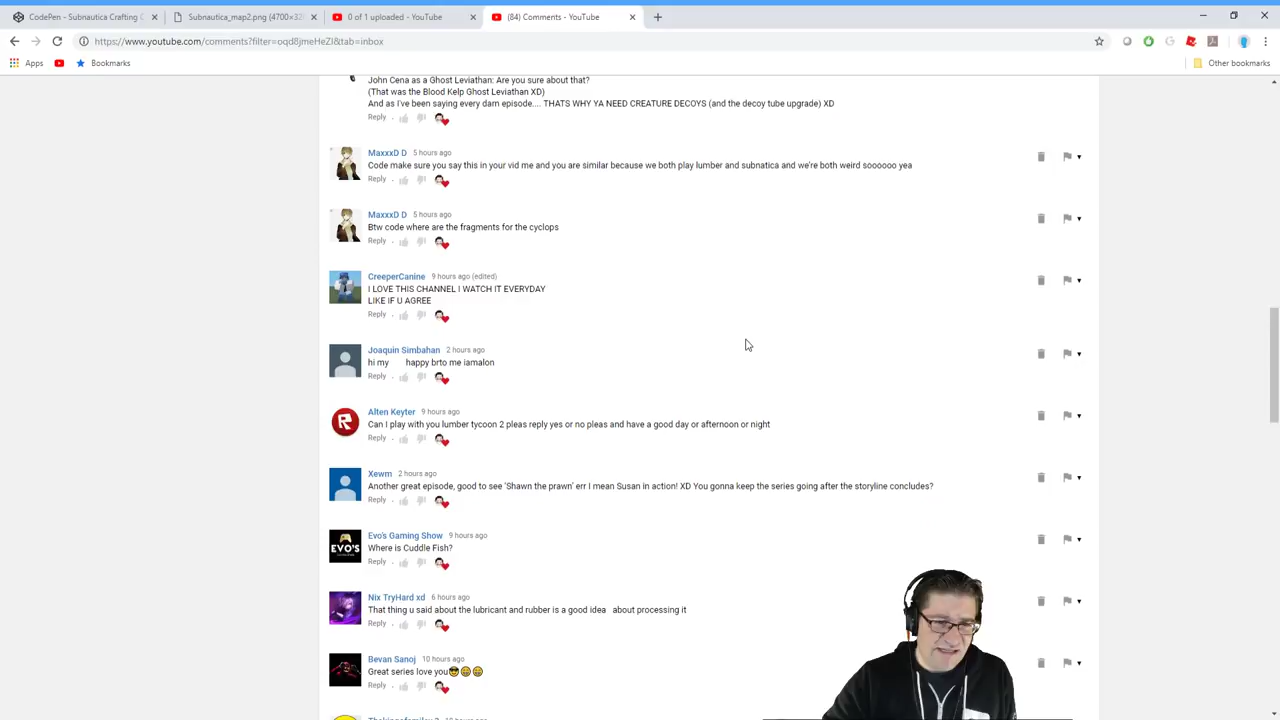 CodePen - Subnautica Crafting C
Subnautica_map2.png (4700×32
0 of 1 uploaded - YouTube
(84) Comments - YouTube
https://www.youtube.com/comments?filter=oqd8jmeHeZI&tab=inbox
Apps
Bookmarks
Other bookmarks
John Cena as a Ghost Leviathan: Are you sure about that?
(That was the Blood Kelp Ghost Leviathan XD)
And as I've been saying every dam episode.... THATS WHY YA NEED CREATURE DECOYS (and the decoy tube upgrade) XD
Reply
MaxxxD D 5 hours ago
Code make sure you say this in your vid me and you are similar because we both play lumber and subnatica and we're both weird soooooo yea
Reply
MaxxxD D 5 hours ago
Btw code where are the fragments for the cyclops
Reply
CreeperCanine 9 hours ago (edited)
I LOVE THIS CHANNEL I WATCH IT EVERYDAY
LIKE IF U AGREE
Reply
Joaquin Simbahan 2 hours ago
hi my happy brto me iamalon
Reply
Alten Keyter 9 hours ago
Can I play with you lumber tycoon 2 pleas reply yes or no pleas and have a good day or afternoon or night
Reply
Xewm 2 hours ago
Another great episode, good to see 'Shawn the prawn' err I mean Susan in action! XD You gonna keep the series going after the storyline concludes?
Reply
EVO'S
Evo's Gaming Show 9 hours ago
Where is Cuddle Fish?
Reply
Nix TryHard xd 6 hours ago
That thing u said about the lubricant and rubber is a good idea about processing it
Reply
Bevan Sanoj 10 hours ago
Great series love you😎😄😄
Reply